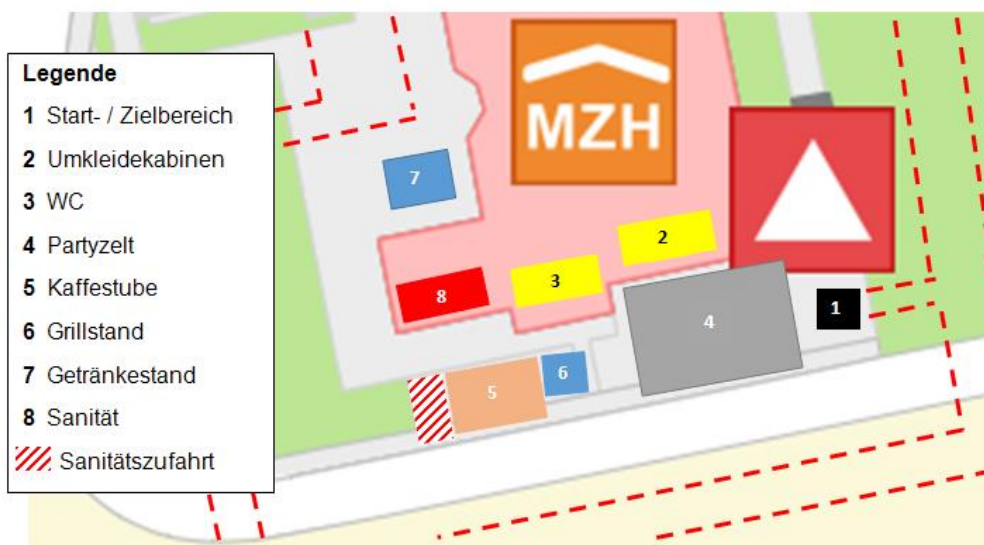 Legende
1 Start- / Zielbereich
2 Umkleidekabinen
3 WC
4 Partyzelt
5 Kaffestube
6 Grillstand
7 Getränkestand
8 Sanität
Sanitätszufahrt
MZH
7
2
3
8
1
4
6
5